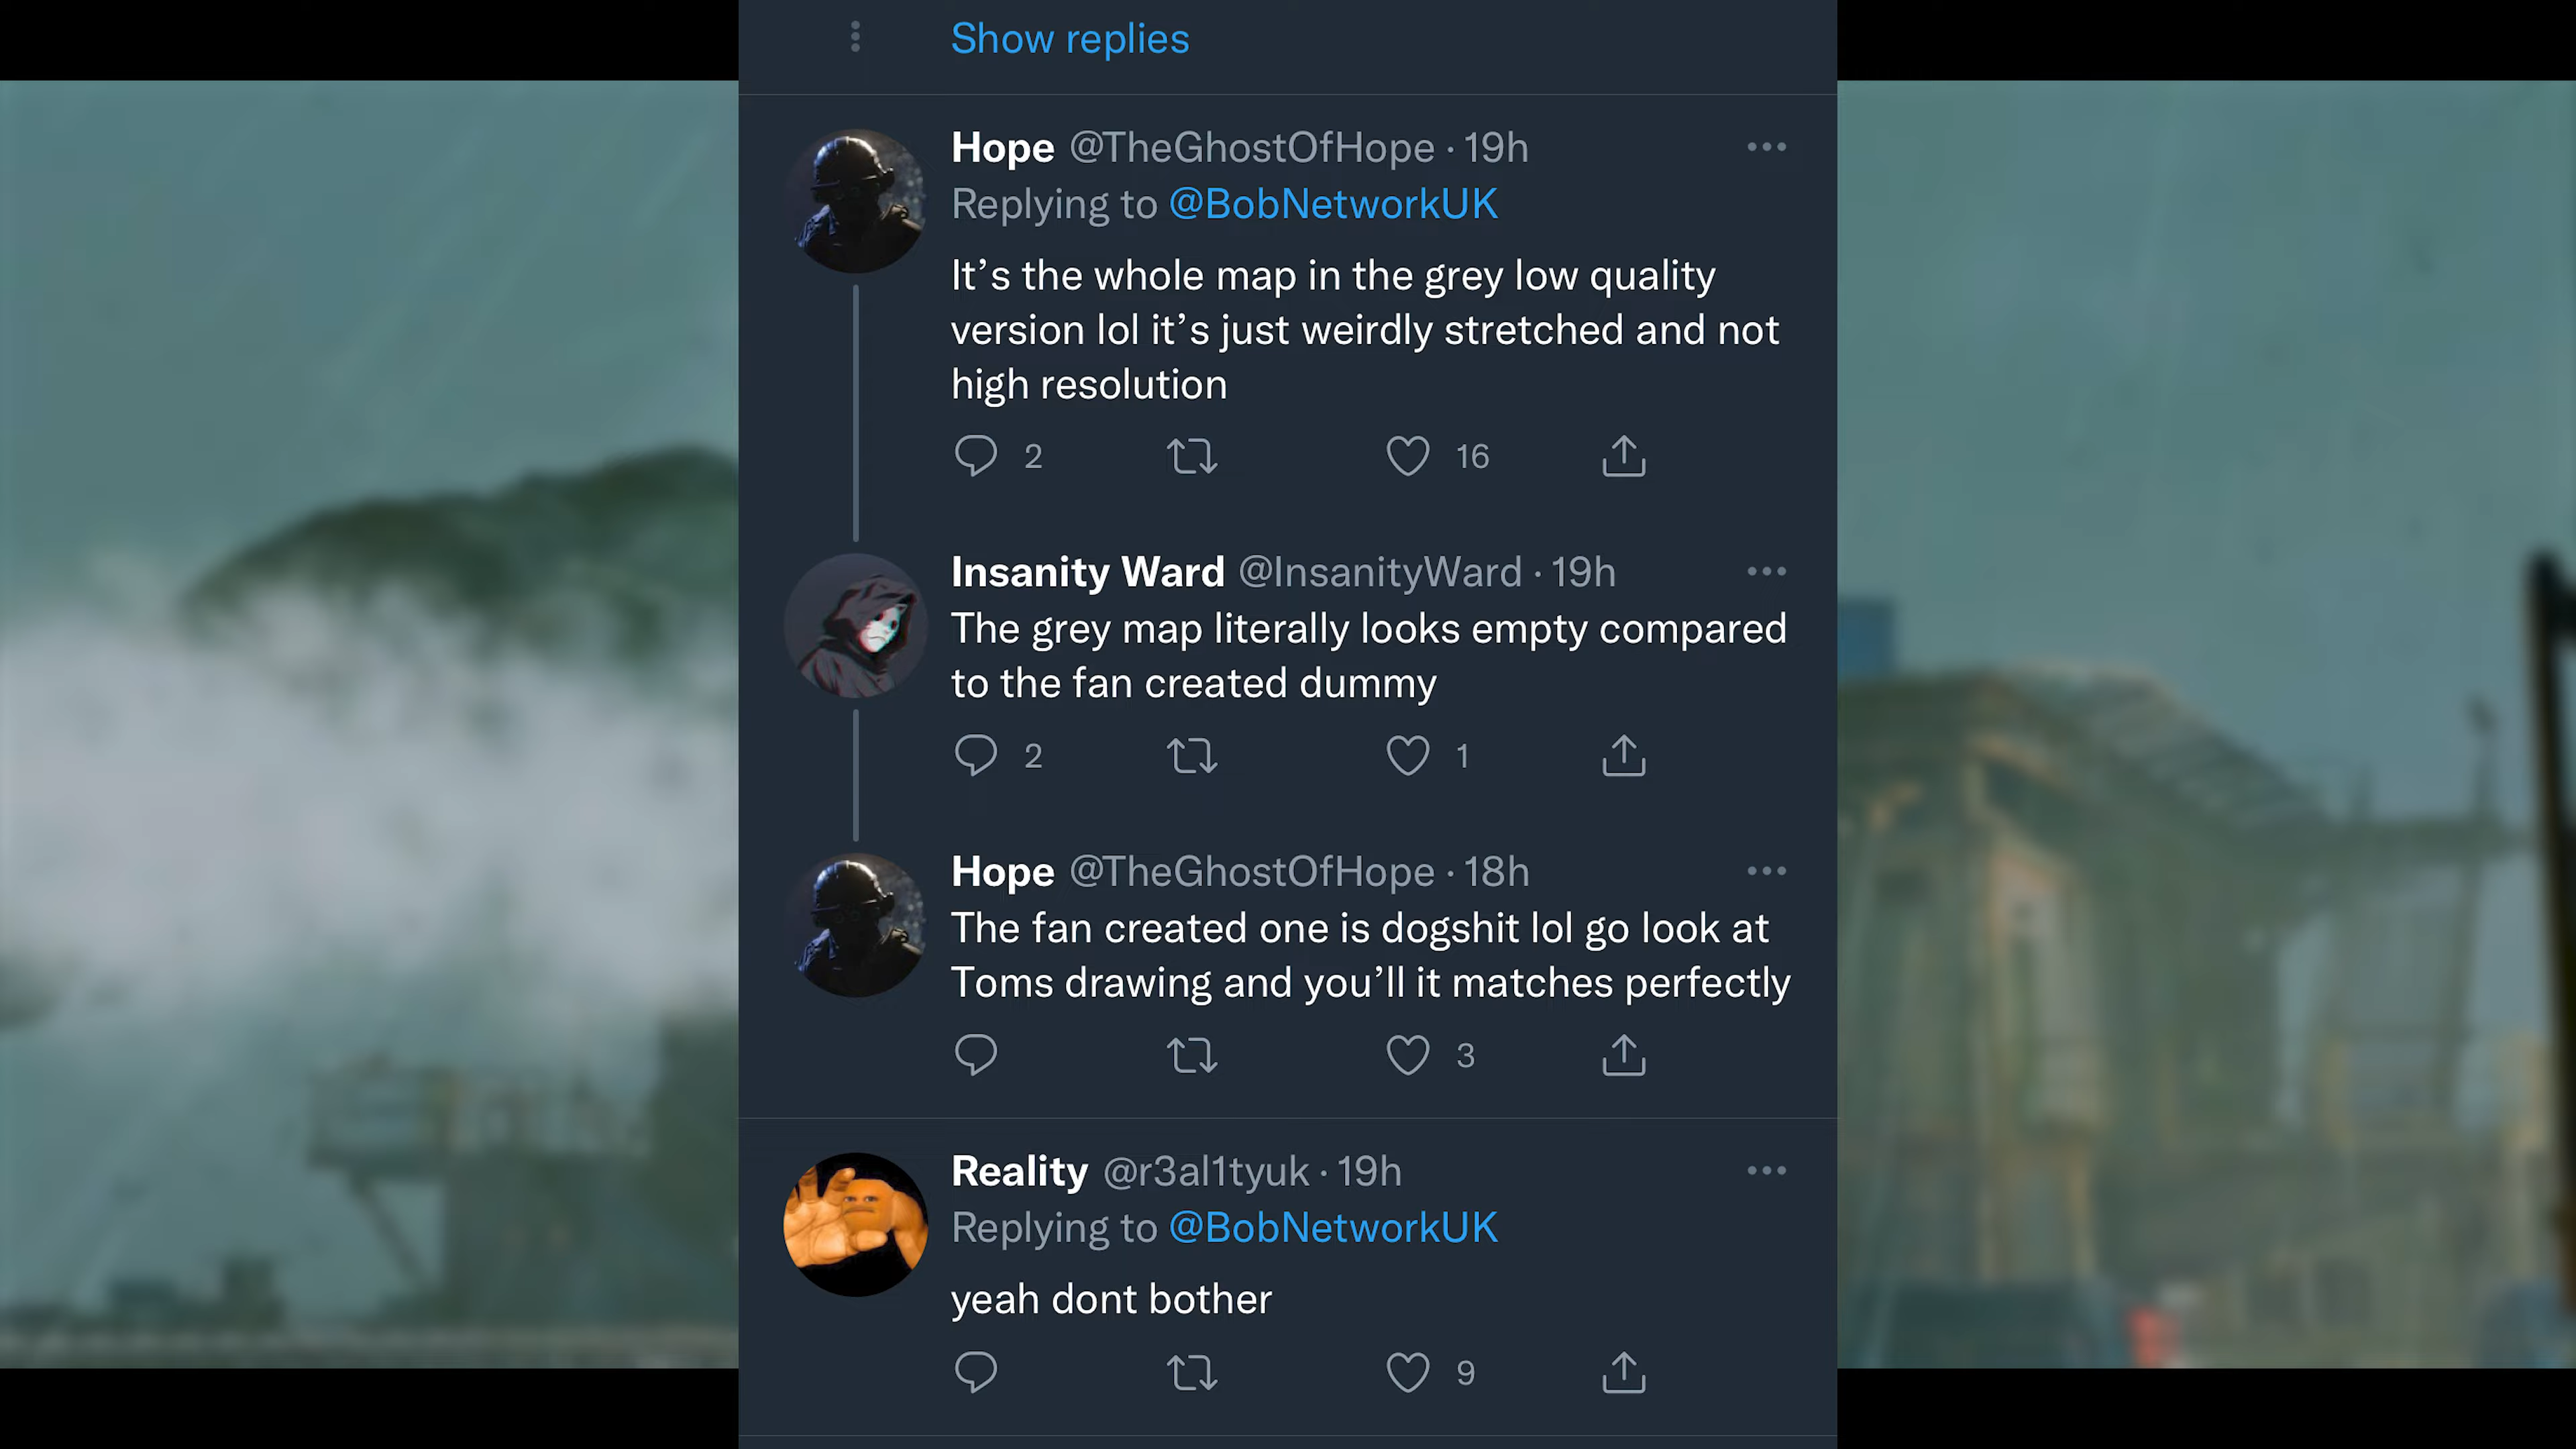 Show replies
Hope @TheGhostOfHope · 19h
Replying to @BobNetworkUK
It’s the whole map in the grey low quality
version lol it’s just weirdly stretched and not
high resolution
2 16
Insanity Ward @InsanityWard · 19h
The grey map literally looks empty compared
to the fan created dummy
2 1
Hope @TheGhostOfHope · 18h
The fan created one is dogshit lol go look at
Toms drawing and you’ll it matches perfectly
3
Reality @r3al1tyuk · 19h
Replying to @BobNetworkUK
yeah dont bother
9